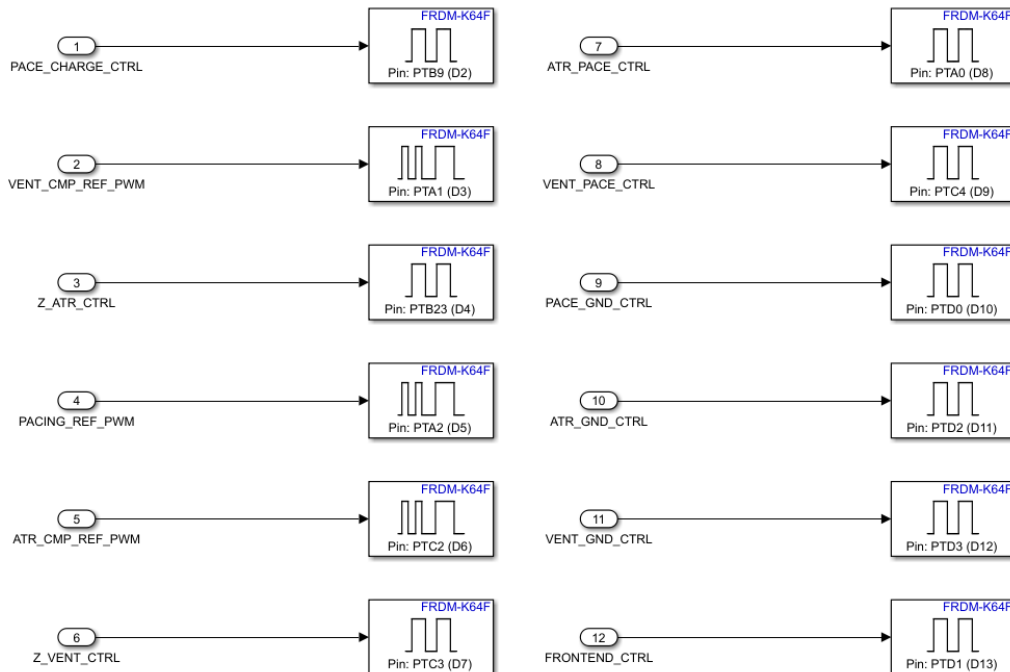 FRDM-K64F
1
Pin: PTB9 (D2)
PACE_CHARGE_CTRL
FRDM-K64F
7
Pin: PTA0 (D8)
ATR_PACE_CTRL
FRDM-K64F
2
Pin: PTA1 (D3)
VENT_CMP_REF_PWM
FRDM-K64F
8
Pin: PTC4 (D9)
VENT_PACE_CTRL
FRDM-K64F
3
Pin: PTB23 (D4)
Z_ATR_CTRL
FRDM-K64F
9
Pin: PTD0 (D10)
PACE_GND_CTRL
FRDM-K64F
4
Pin: PTA2 (D5)
PACING_REF_PWM
FRDM-K64F
10
Pin: PTD2 (D11)
ATR_GND_CTRL
FRDM-K64F
5
Pin: PTC2 (D6)
ATR_CMP_REF_PWM
FRDM-K64F
11
Pin: PTD3 (D12)
VENT_GND_CTRL
FRDM-K64F
6
Pin: PTC3 (D7)
Z_VENT_CTRL
FRDM-K64F
12
Pin: PTD1 (D13)
FRONTEND_CTRL